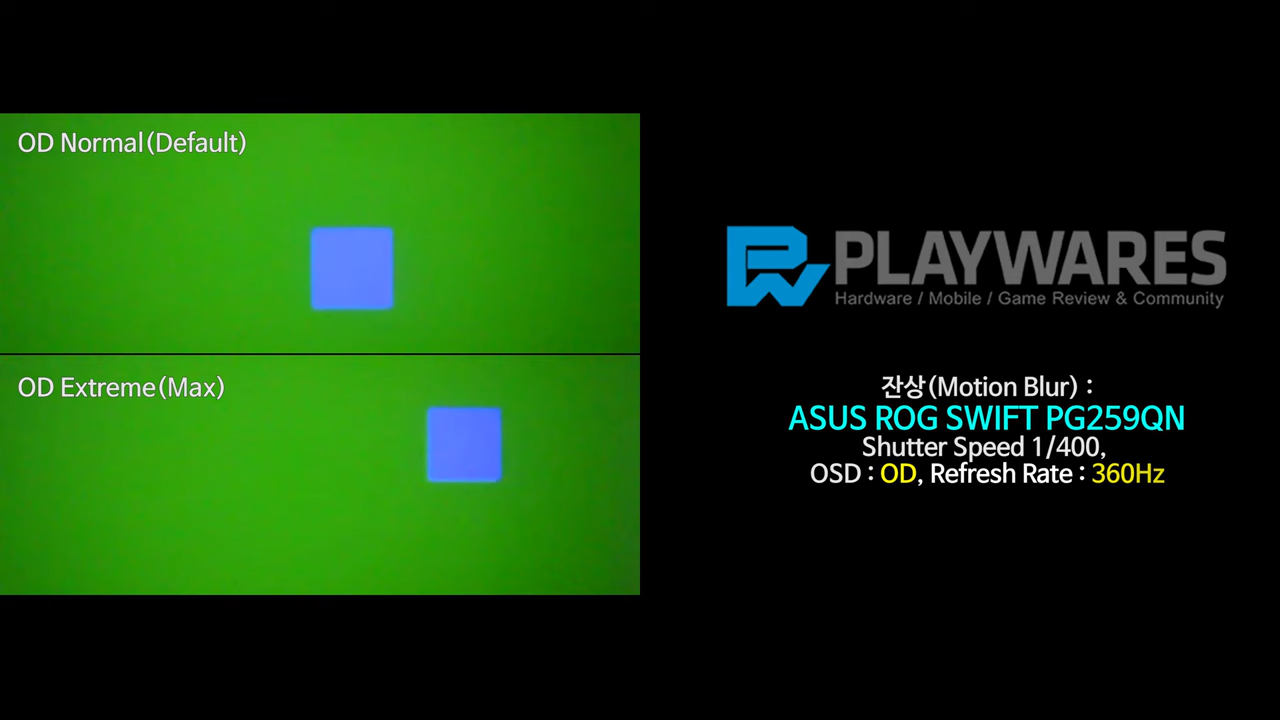 OD Normal(Default)
OD Extreme(Max)
PLAYWARES
Hardware / Mobile / Game Review & Community
잔상(Motion Blur) :
ASUS ROG SWIFT PG259QN
Shutter Speed 1/400,
OSD : OD, Refresh Rate : 360Hz